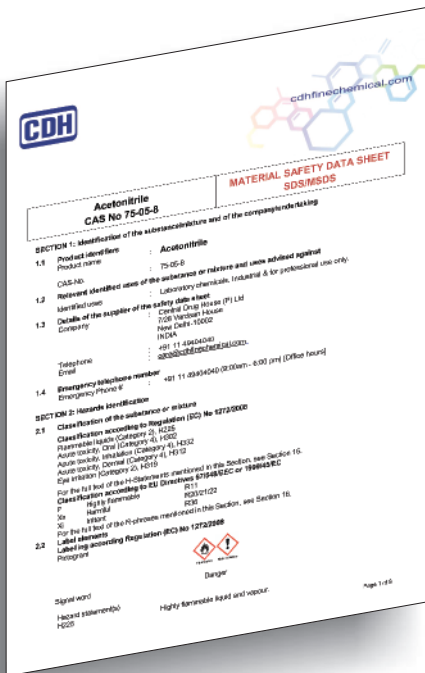 CDH
cdhfinechemical.com
Acetonitrile
CAS No 75-05-8
MATERIAL SAFETY DATA SHEET
SDS/MSDS
SECTION 1: Identification of the substance/mixture and of the company/undertaking
1.1 Product identifiers
Product name : Acetonitrile
CAS-No. : 75-05-8
1.2 Relevant identified uses of the substance or mixture and uses advised against
Identified uses : Laboratory chemicals, Industrial & for professional use only.
1.3 Details of the supplier of the safety data sheet
Company : Central Drug House (P) Ltd
7/28 Vardaan House
New Delhi-10002
INDIA
Telephone : +91 11 49404040
Email :
1.4 Emergency telephone number
Emergency Phone # : +91 11 49404040 (9:00am - 6:00 pm) [Office hours]
SECTION 2: Hazards identification
2.1 Classification of the substance or mixture
Classification according to Regulation (EC) No 1272/2008
Flammable liquids (Category 2), H225
Acute toxicity, Oral (Category 4), H302
Acute toxicity, Inhalation (Category 4), H332
Acute toxicity, Dermal (Category 4), H312
Eye irritation (Category 2), H319
For the full text of the H-Statements mentioned in this Section, see Section 16.
Classification according to EU Directives 67/548/EEC or 1999/45/EC
F Highly flammable R11
Xn Harmful R20/21/22
Xi Irritant R36
For the full text of the R-phrases mentioned in this Section, see Section 16.
2.2 Label elements
Labelling according Regulation (EC) No 1272/2008
Pictogram
Signal word Danger
Hazard statement(s)
H225 Highly flammable liquid and vapour.
Page 1 of 8